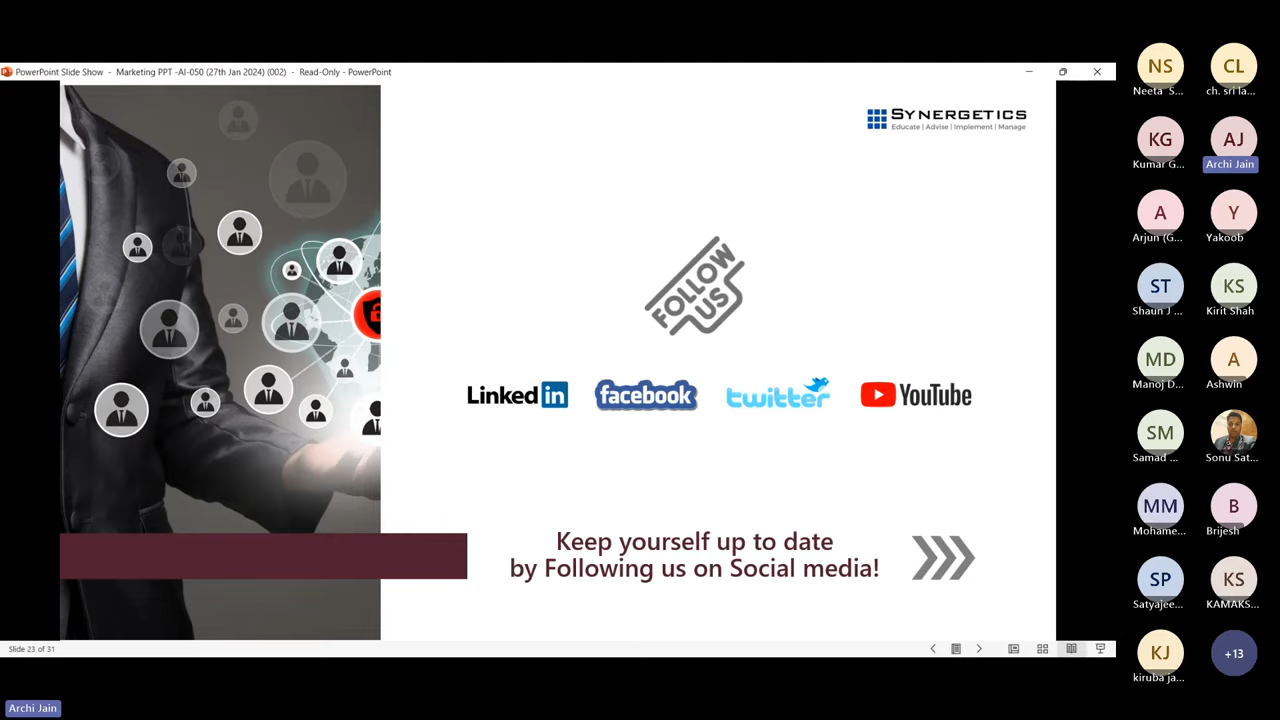 PowerPoint Slide Show - Marketing PPT -AI-050 (27th Jan 2024) (002) - Read-Only - PowerPoint
SYNERGETICS
Educate | Advise | Implement | Manage
FOLLOW
US
Linked in
facebook
twitter
YouTube
Keep yourself up to date
by Following us on Social media!
Slide 23 of 31
Archi Jain
NS
Neeta S...
CL
ch. sri la...
KG
Kumar G...
AJ
Archi Jain
A
Arjun (G...
Y
Yakoob
ST
Shaun J ...
KS
Kirit Shah
MD
Manoj D...
A
Ashwin
SM
Samad ...
Sonu Sat...
MM
Mohame...
B
Brijesh
SP
Satyajee...
KS
KAMAKS...
KJ
kiruba ja...
+13